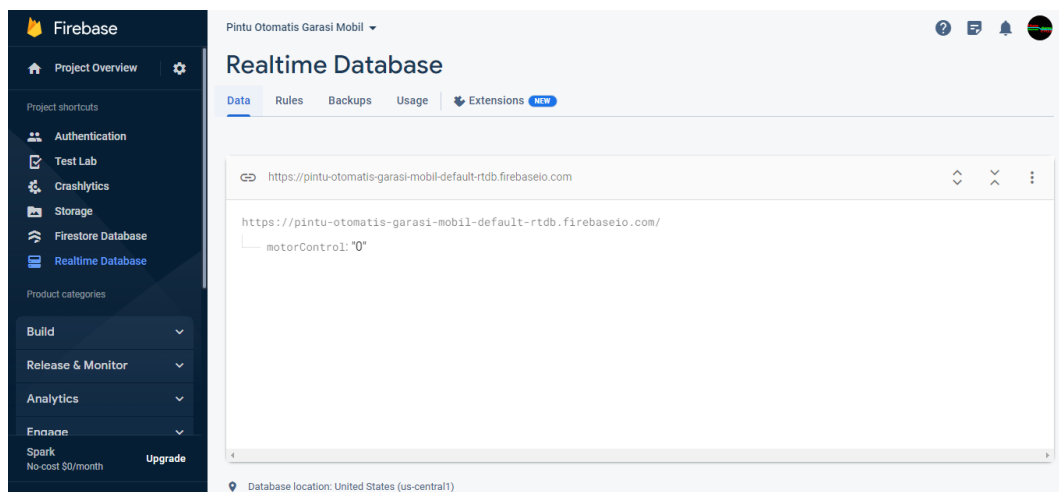 Firebase
Project Overview
Project shortcuts
Authentication
Test Lab
Crashlytics
Storage
Firestore Database
Realtime Database
Product categories
Build
Release & Monitor
Analytics
Engage
Spark
No-cost $0/month
Upgrade
Pintu Otomatis Garasi Mobil
Realtime Database
Data Rules Backups Usage Extensions NEW
https://pintu-otomatis-garasi-mobil-default-rtdb.firebaseio.com
https://pintu-otomatis-garasi-mobil-default-rtdb.firebaseio.com/
motorControl: "0"
Database location: United States (us-central1)